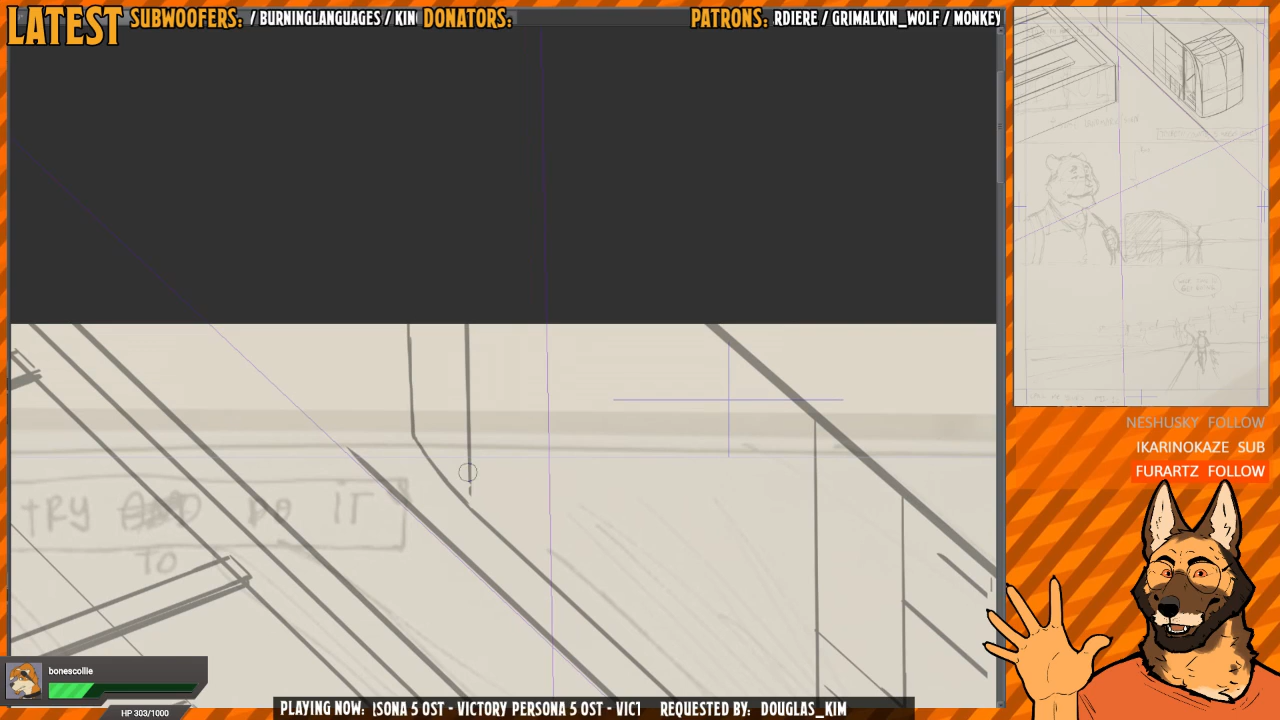 LATEST SUBWOOFERS: / BURNINGLANGUAGES / KIN DONATORS: PATRONS: RDIERE / GRIMALKIN_WOLF / MONKEY
TRY DO IT
TO
NESHUSKY FOLLOW
IKARINOKAZE SUB
FURARTZ FOLLOW
bonescollie
HP 303/1000
PLAYING NOW: [SONA 5 OST - VICTORY PERSONA 5 OST - VIC1 REQUESTED BY: DOUGLAS_KIM